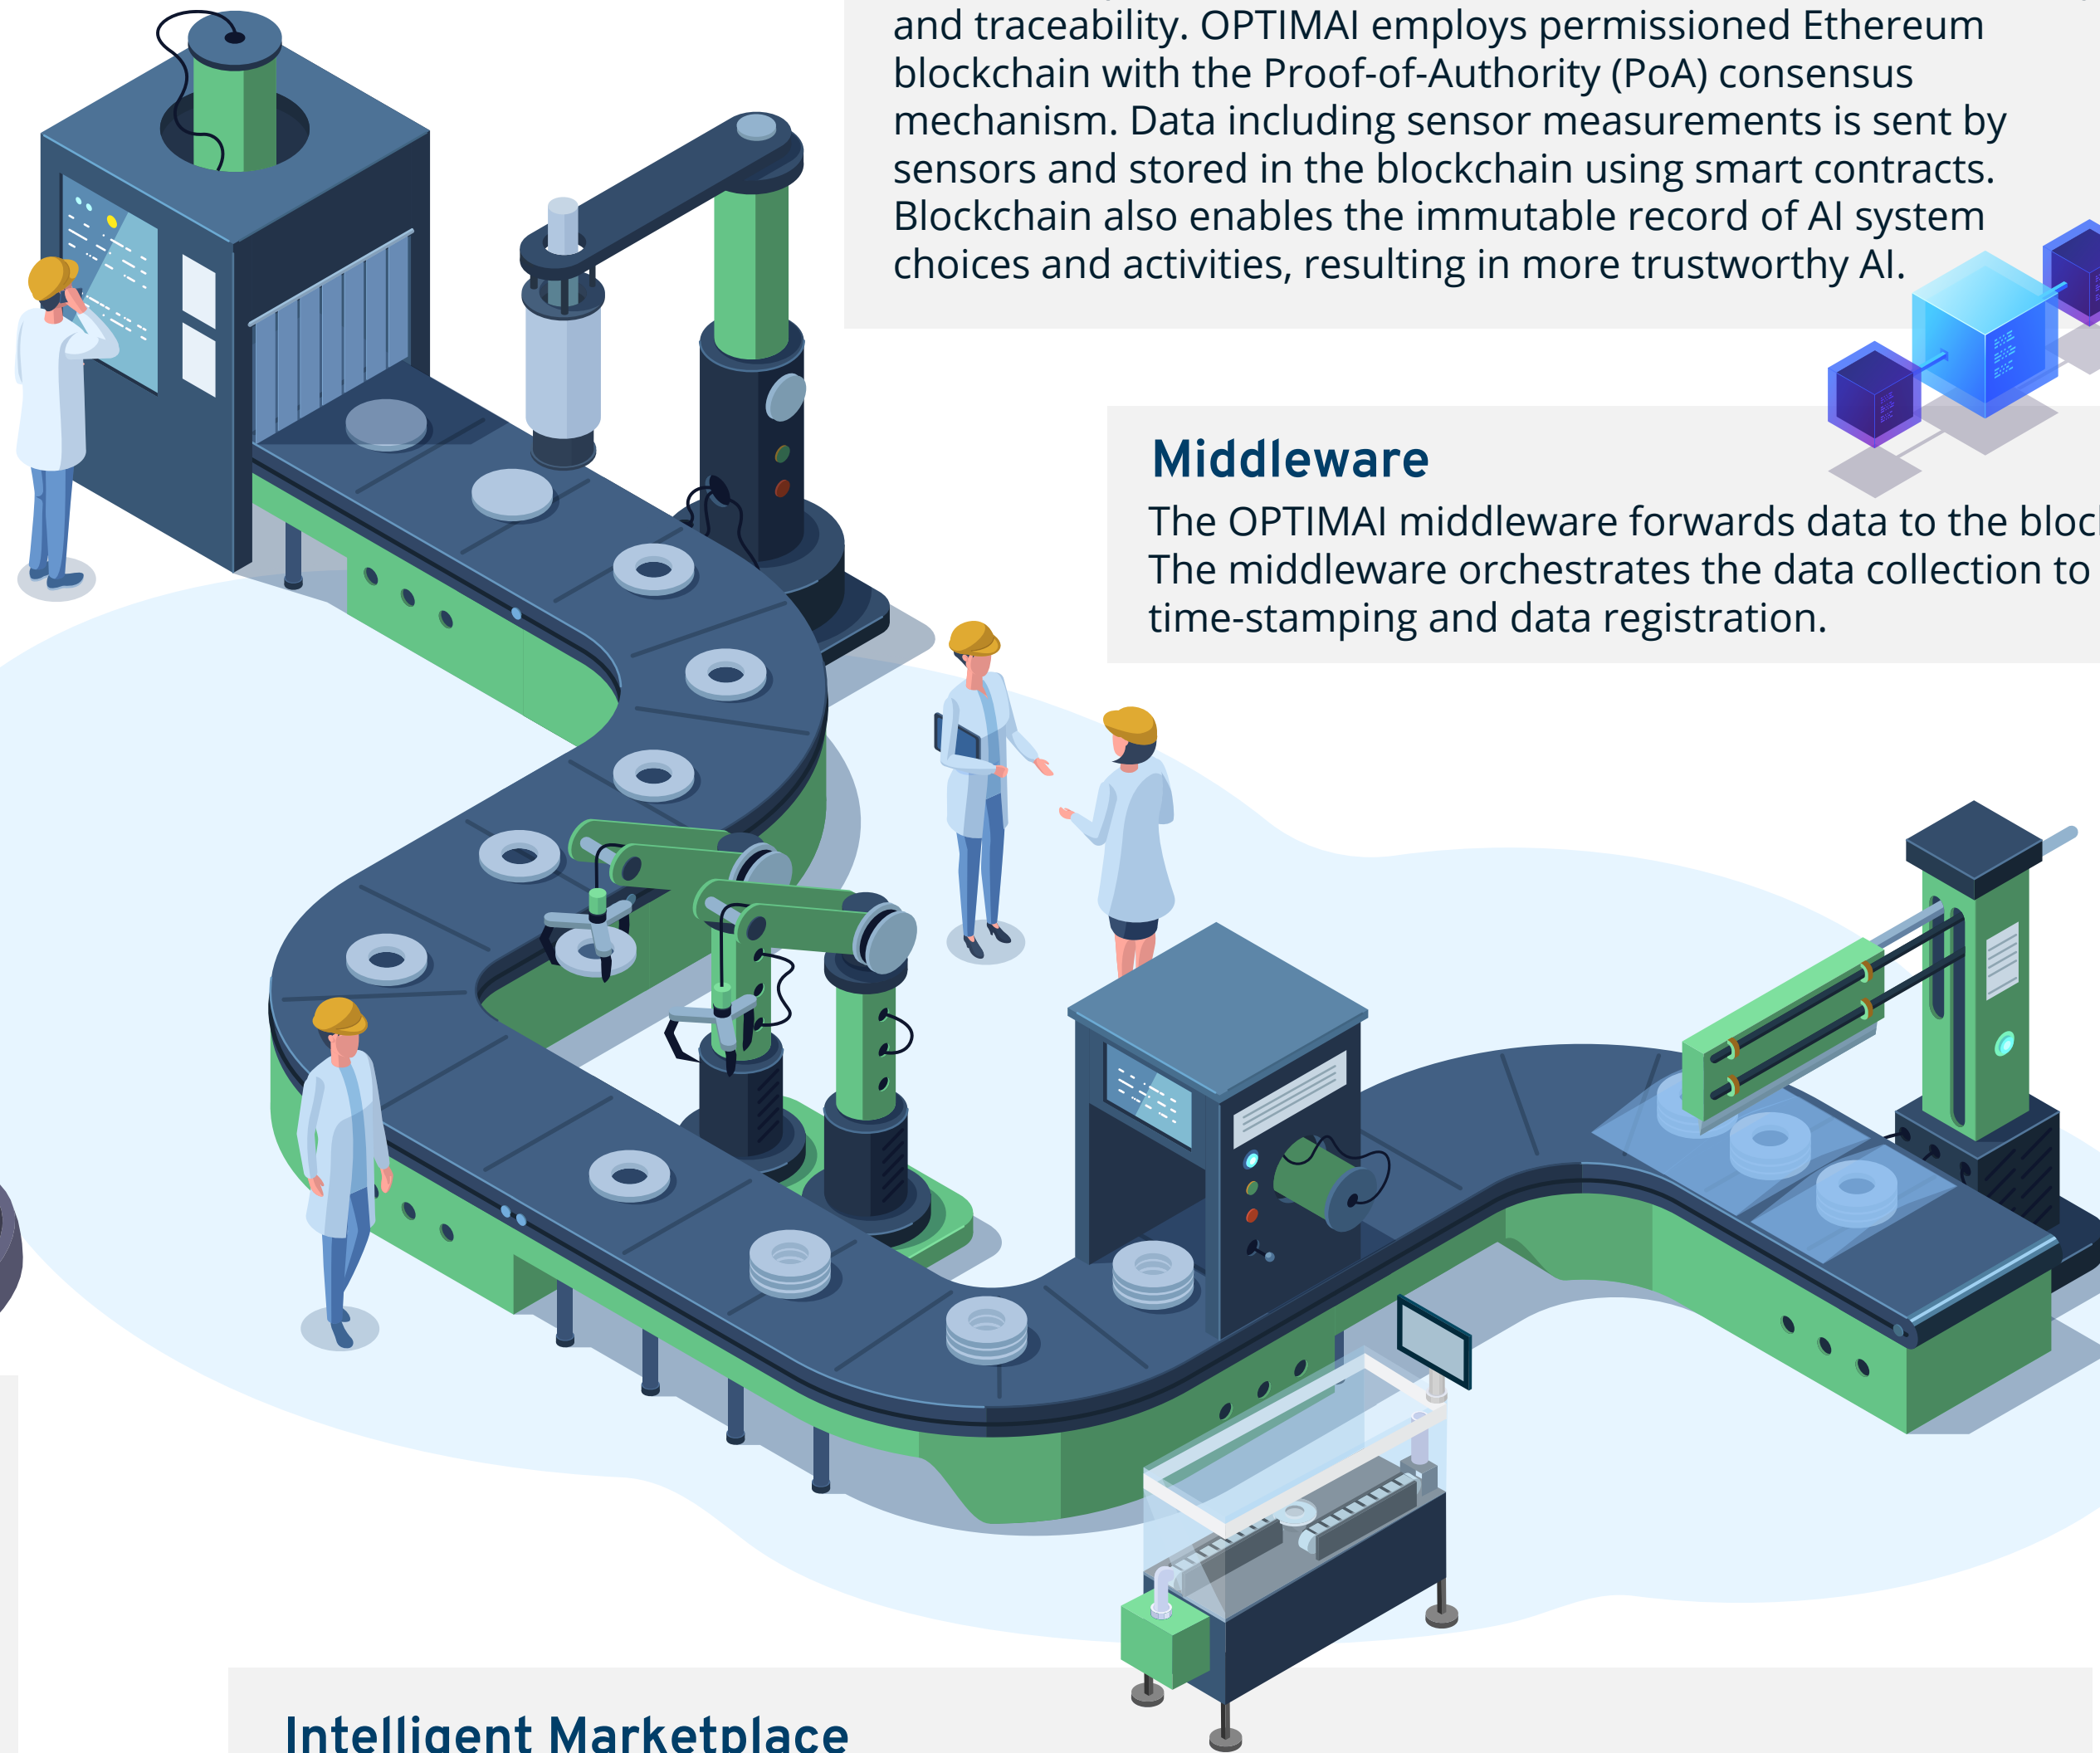 and traceability. OPTIMAI employs permissioned Ethereum
blockchain with the Proof-of-Authority (PoA) consensus
mechanism. Data including sensor measurements is sent by
sensors and stored in the blockchain using smart contracts.
Blockchain also enables the immutable record of AI system
choices and activities, resulting in more trustworthy AI.
Middleware
The OPTIMAI middleware forwards data to the
The middleware orchestrates the data collection to
time-stamping and data registration.
Intelligent Marketplace